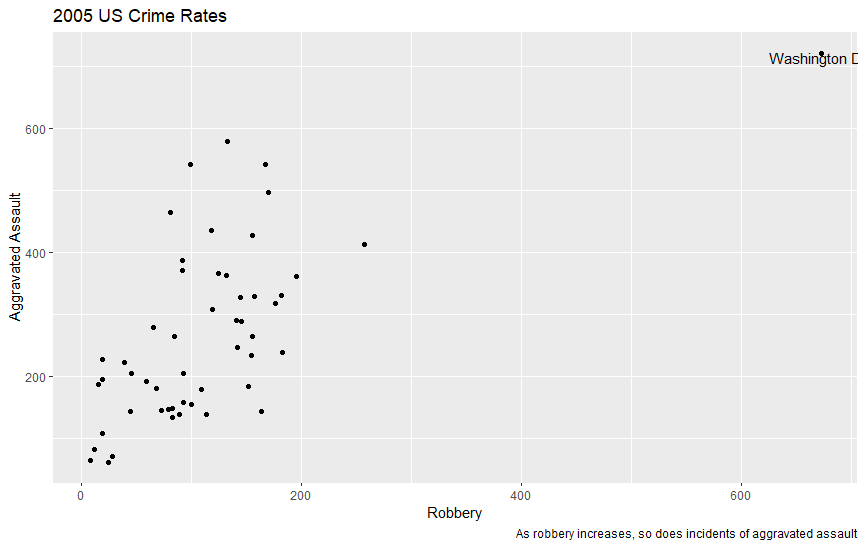 2005 US Crime Rates
Washington D
600
400
200
Aggravated Assault
0 200 400 600
Robbery
As robbery increases, so does incidents of aggravated assault